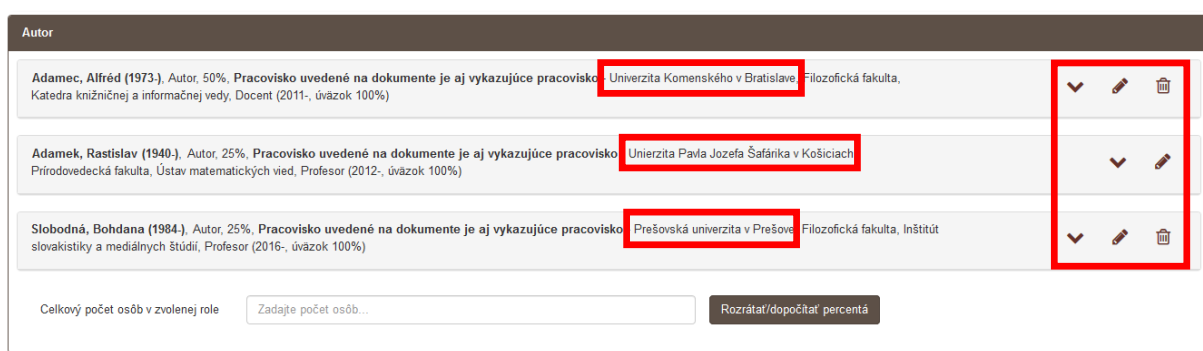 Autor
Adamec, Alfréd (1973-), Autor, 50%, Pracovisko uvedené na dokumente je aj vykazujúce pracovisko - Univerzita Komenského v Bratislave, Filozofická fakulta,
Katedra knižničnej a informačnej vedy, Docent (2011-, úväzok 100%)
Adamek, Rastislav (1940-), Autor, 25%, Pracovisko uvedené na dokumente je aj vykazujúce pracovisko Unierzita Pavla Jozefa Šafárika v Košiciach
Prírodovedecká fakulta, Ústav matematických vied, Profesor (2012-, úväzok 100%)
Slobodná, Bohdana (1984-), Autor, 25%, Pracovisko uvedené na dokumente je aj vykazujúce pracovisko Prešovská univerzita v Prešove Filozofická fakulta, Inštitút
slovakistiky a mediálnych štúdií, Profesor (2016-, úväzok 100%)
Celkový počet osôb v zvolenej role Zadajte počet osôb... Rozrátať/dopočítať percentá